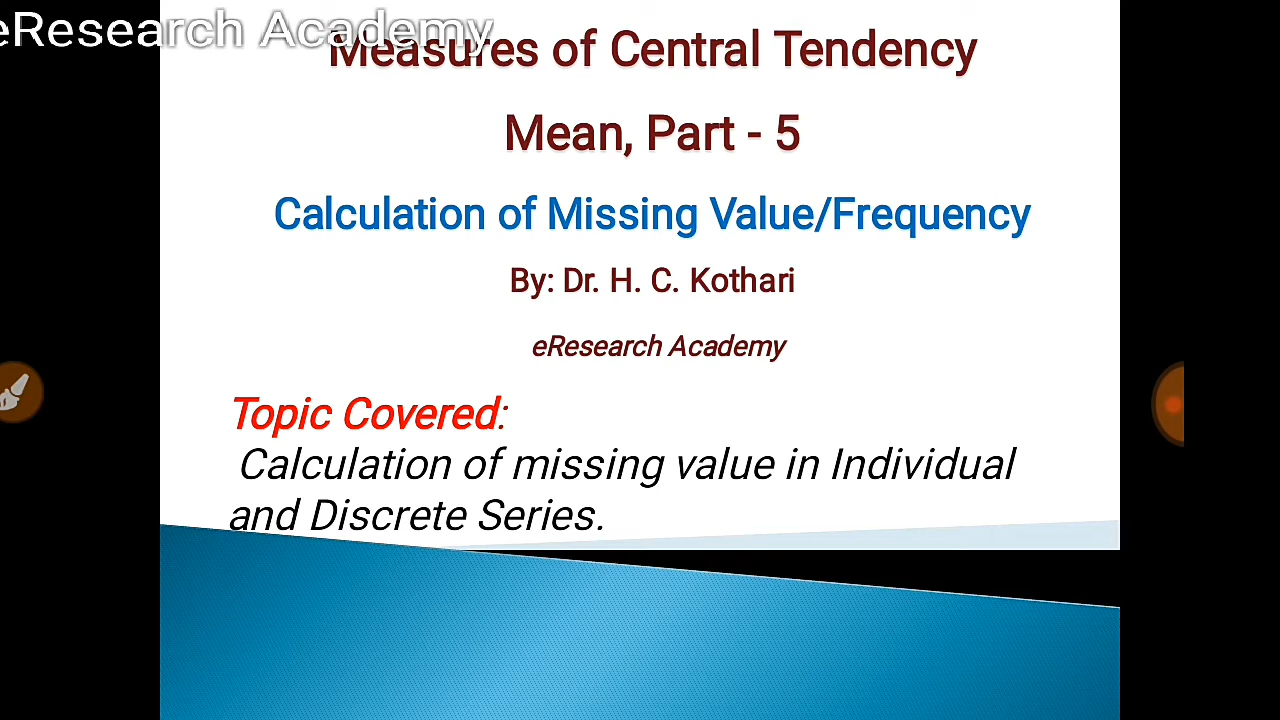 eResearch Academy
Measures of Central Tendency
Mean, Part - 5
Calculation of Missing Value/Frequency
By: Dr. H. C. Kothari
eResearch Academy
Topic Covered:
Calculation of missing value in Individual
and Discrete Series.